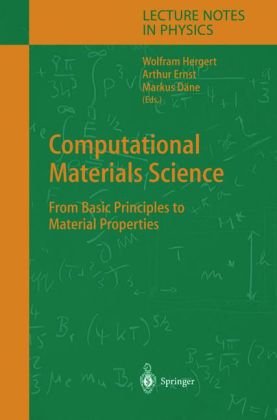 LECTURE NOTES
IN PHYSICS
Wolfram Hergert
Arthur Ernst
Markus Däne
(Eds.)
Computational
Materials Science
From Basic Principles to
Material Properties
Springer